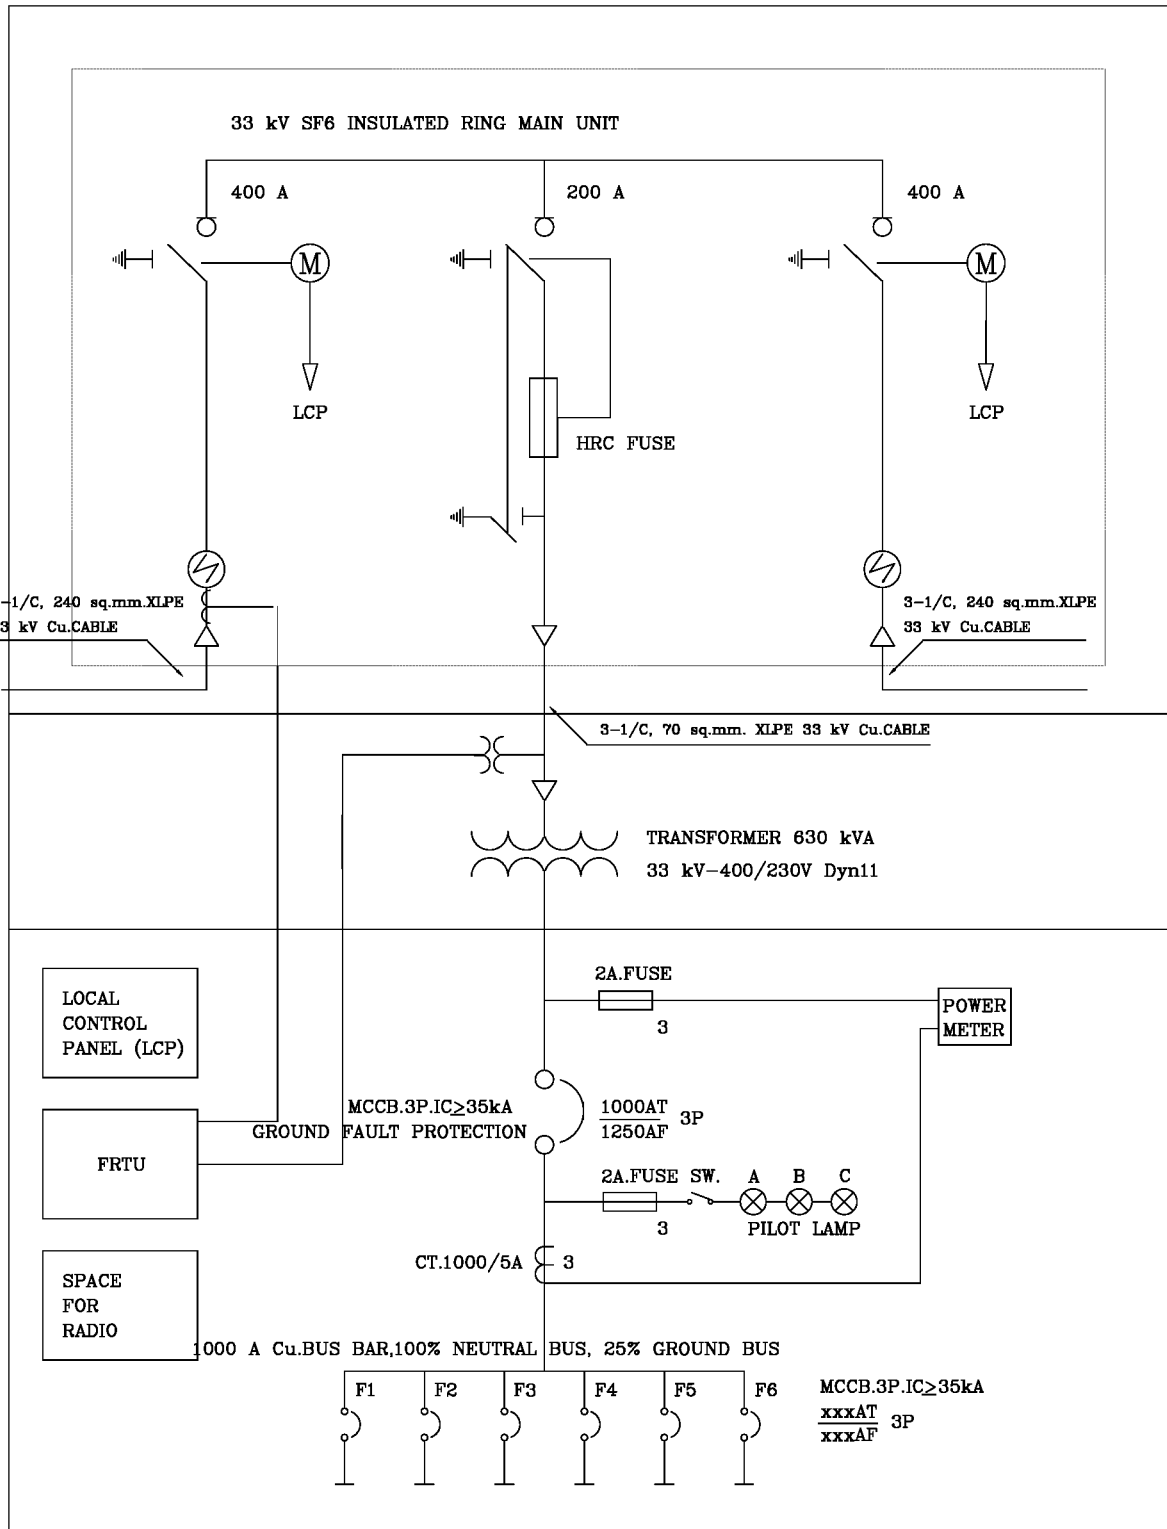 33 kV SF6 INSULATED RING MAIN UNIT
400 A
200 A
400 A
M
M
LCP
LCP
HRC FUSE
-1/C, 240 sq.mm.XLPE
3 kV Cu.CABLE
3-1/C, 240 sq.mm.XLPE
33 kV Cu.CABLE
3-1/C, 70 sq.mm. XLPE 33 kV Cu.CABLE
TRANSFORMER 630 kVA
33 kV-400/230V Dyn11
2A.FUSE
3
POWER
METER
LOCAL
CONTROL
PANEL (LCP)
MCCB.3P.IC≥35kA
GROUND FAULT PROTECTION
1000AT
1250AF
3P
FRTU
2A.FUSE SW.
A
B
C
3
PILOT LAMP
CT.1000/5A
3
SPACE
FOR
RADIO
1000 A Cu.BUS BAR,100% NEUTRAL BUS, 25% GROUND BUS
F1
F2
F3
F4
F5
F6
MCCB.3P.IC≥35kA
xxxAT
xxxAF
3P